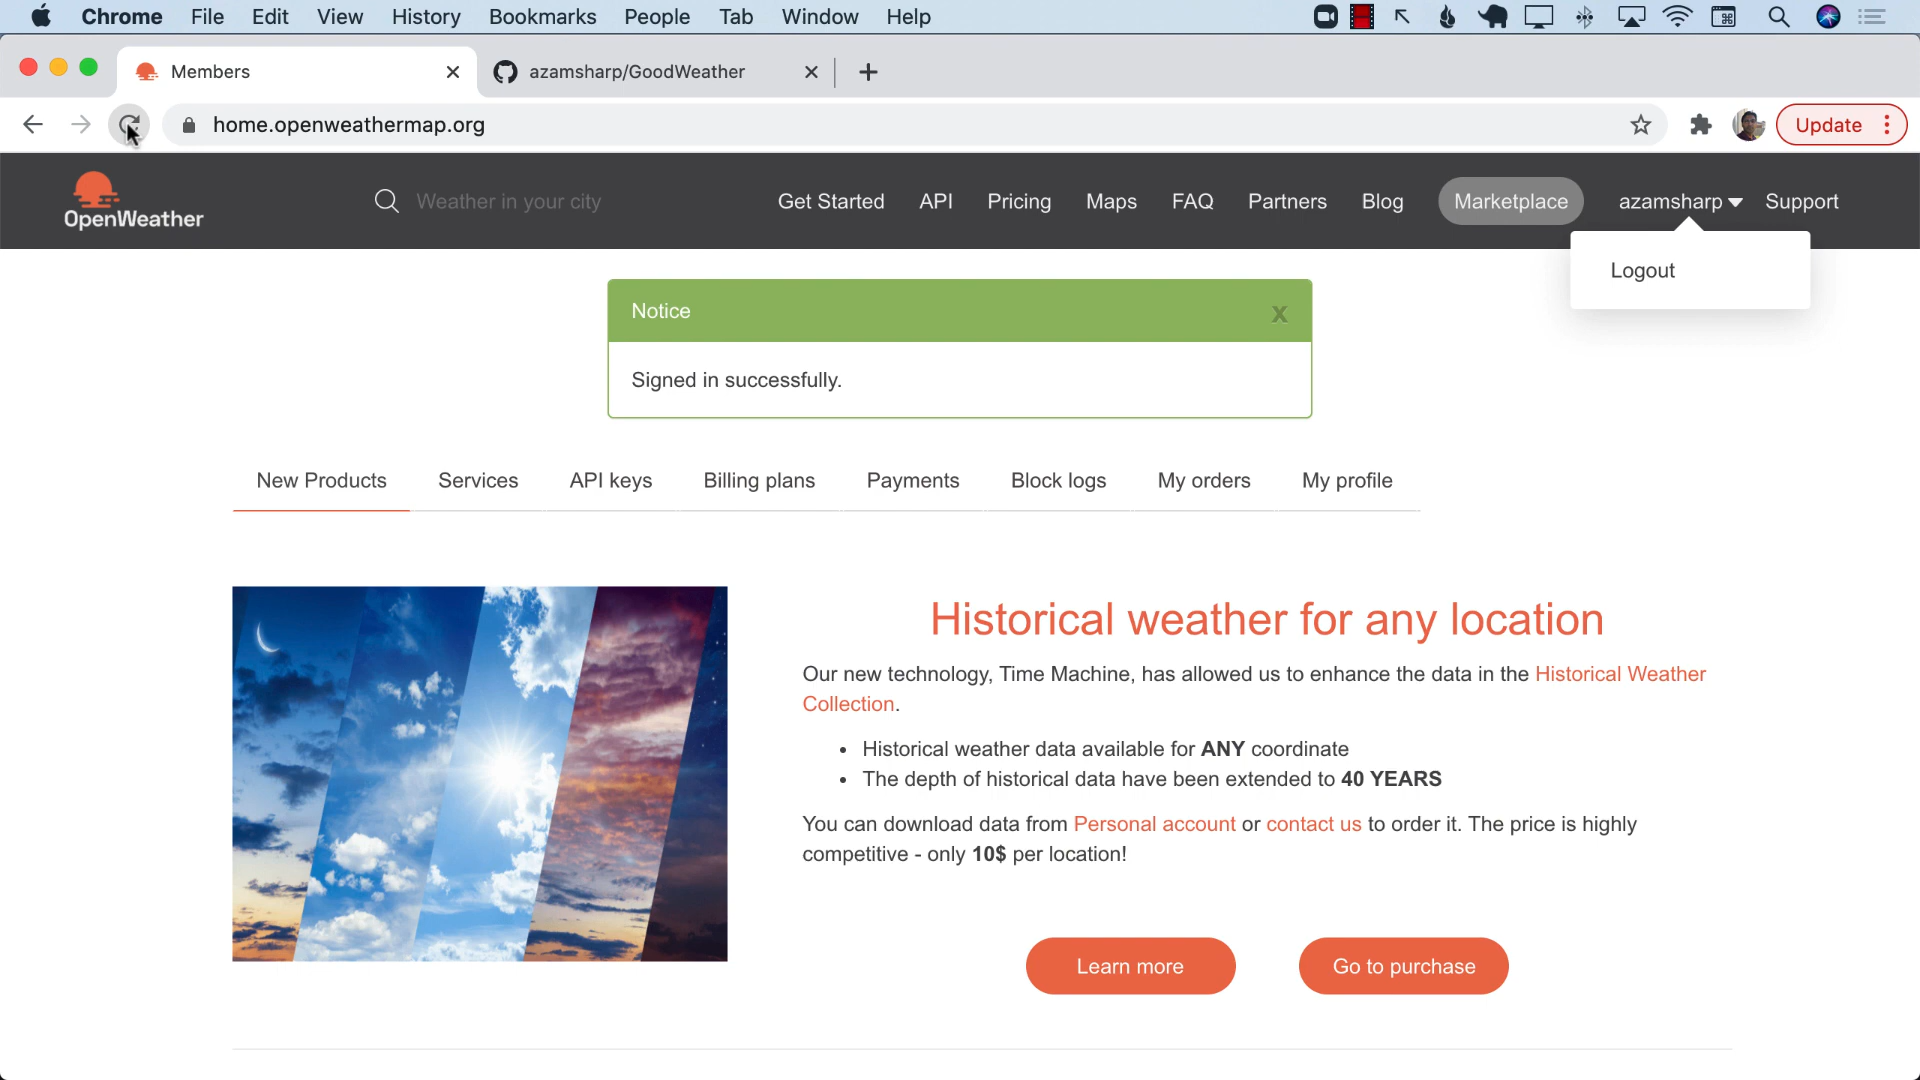 Chrome File Edit View History Bookmarks People Tab Window Help
Members
azamsharp/GoodWeather
home.openweathermap.org
Update
OpenWeather
Weather in your city
Get Started API Pricing Maps FAQ Partners Blog Marketplace azamsharp Support
Logout
Notice x
Signed in successfully.
New Products Services API keys Billing plans Payments Block logs My orders My profile
Historical weather for any location
Our new technology, Time Machine, has allowed us to enhance the data in the Historical Weather
Collection.
• Historical weather data available for ANY coordinate
• The depth of historical data have been extended to 40 YEARS
You can download data from Personal account or contact us to order it. The price is highly
competitive - only 10$ per location!
Learn more Go to purchase